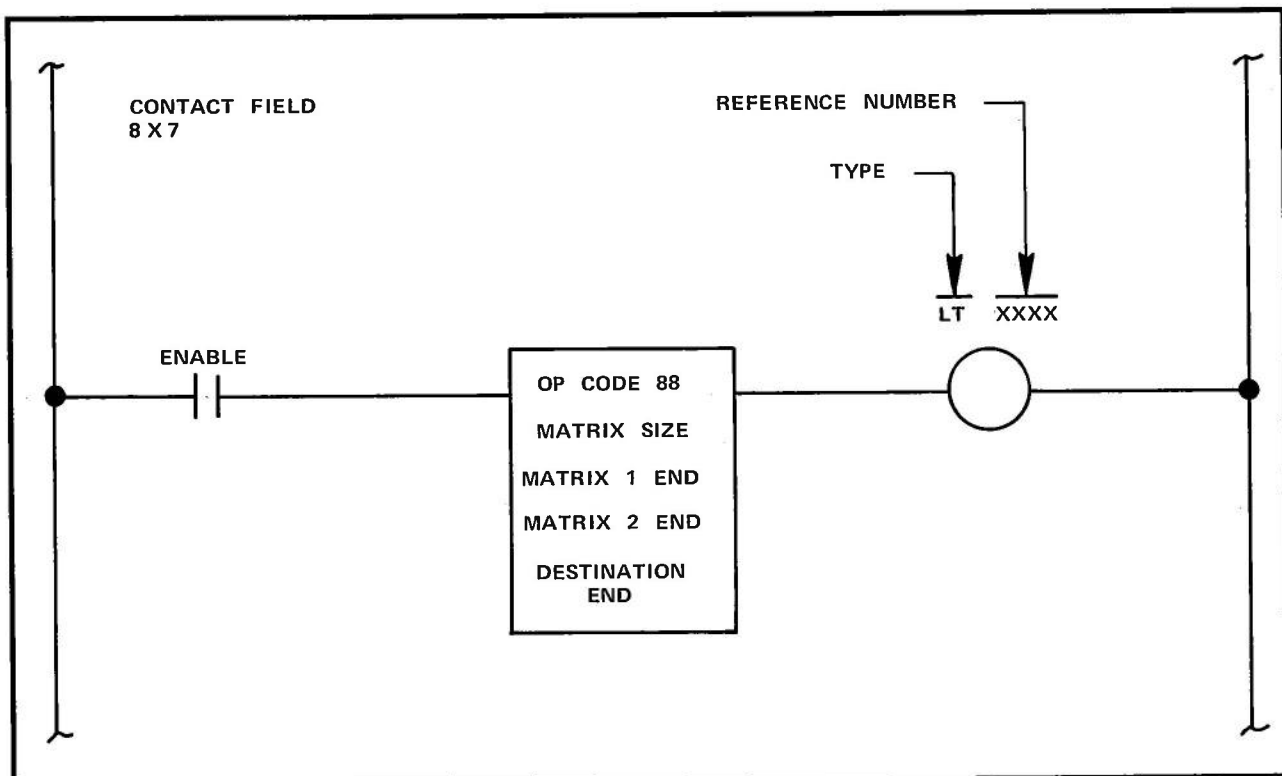 CONTACT FIELD
8 X 7
REFERENCE NUMBER
TYPE
LT XXXX
ENABLE
OP CODE 88
MATRIX SIZE
MATRIX 1 END
MATRIX 2 END
DESTINATION
END